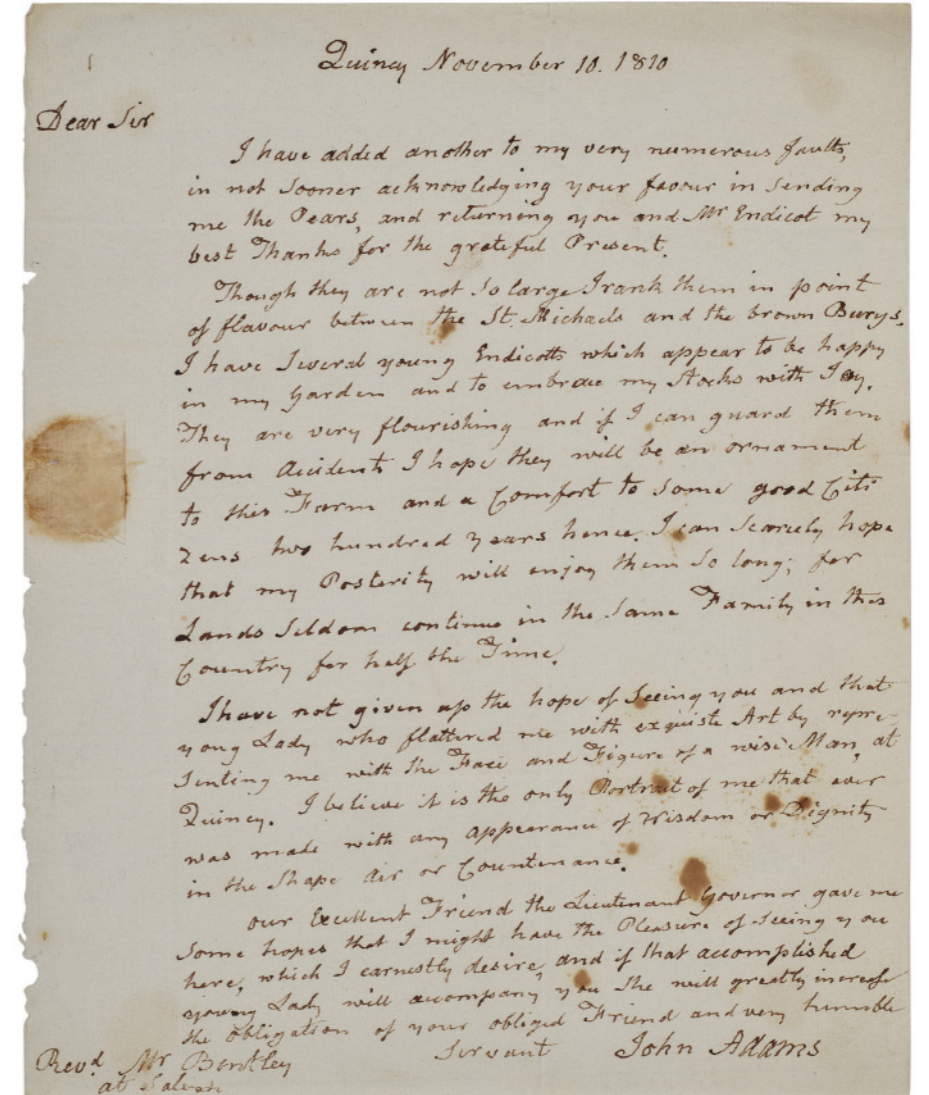 Quincy November 10. 1810
Dear Sir
I have added another to my very numerous faults,
in not Sooner acknowledging your favour in Sending
me the Pears, and returning you and Mr Endicot my
best Thanks for the grateful Present.
Though they are not So large I rank them in point
of flavour between the St. Michaels and the brown Burys.
I have Several young Endicotts which appear to be happy
in my Garden and to embrace my Stocks with Joy.
They are very flourishing and if I can guard them
from Accidents I hope they will be an ornament
to this Farm and a Comfort to Some good Citi
zens two hundred years hence. I can Scarcely hope
that my Posterity will enjoy them So long; for
Lands Seldom continue in the Same Family in this
Country for half the Time.
I have not given up the hope of Seeing you and that
young Lady who flattered me with exquisite Art by repre-
senting me with the Face and Figure of a wise Man, at
Quincy. I believe it is the only Portrait of me that ever
was made with any appearance of Wisdom or Dignity
in the Shape Air or Countenance.
our Excellent Friend the Lieutenant Governor gave me
Some hopes that I might have the Pleasure of Seeing you
here, which I earnestly desire, and if that accomplished
young Lady will accompany you She will greatly increase
the obligation of your obliged Friend and very humble
Servant John Adams
Revd Mr Bentley
at Salem